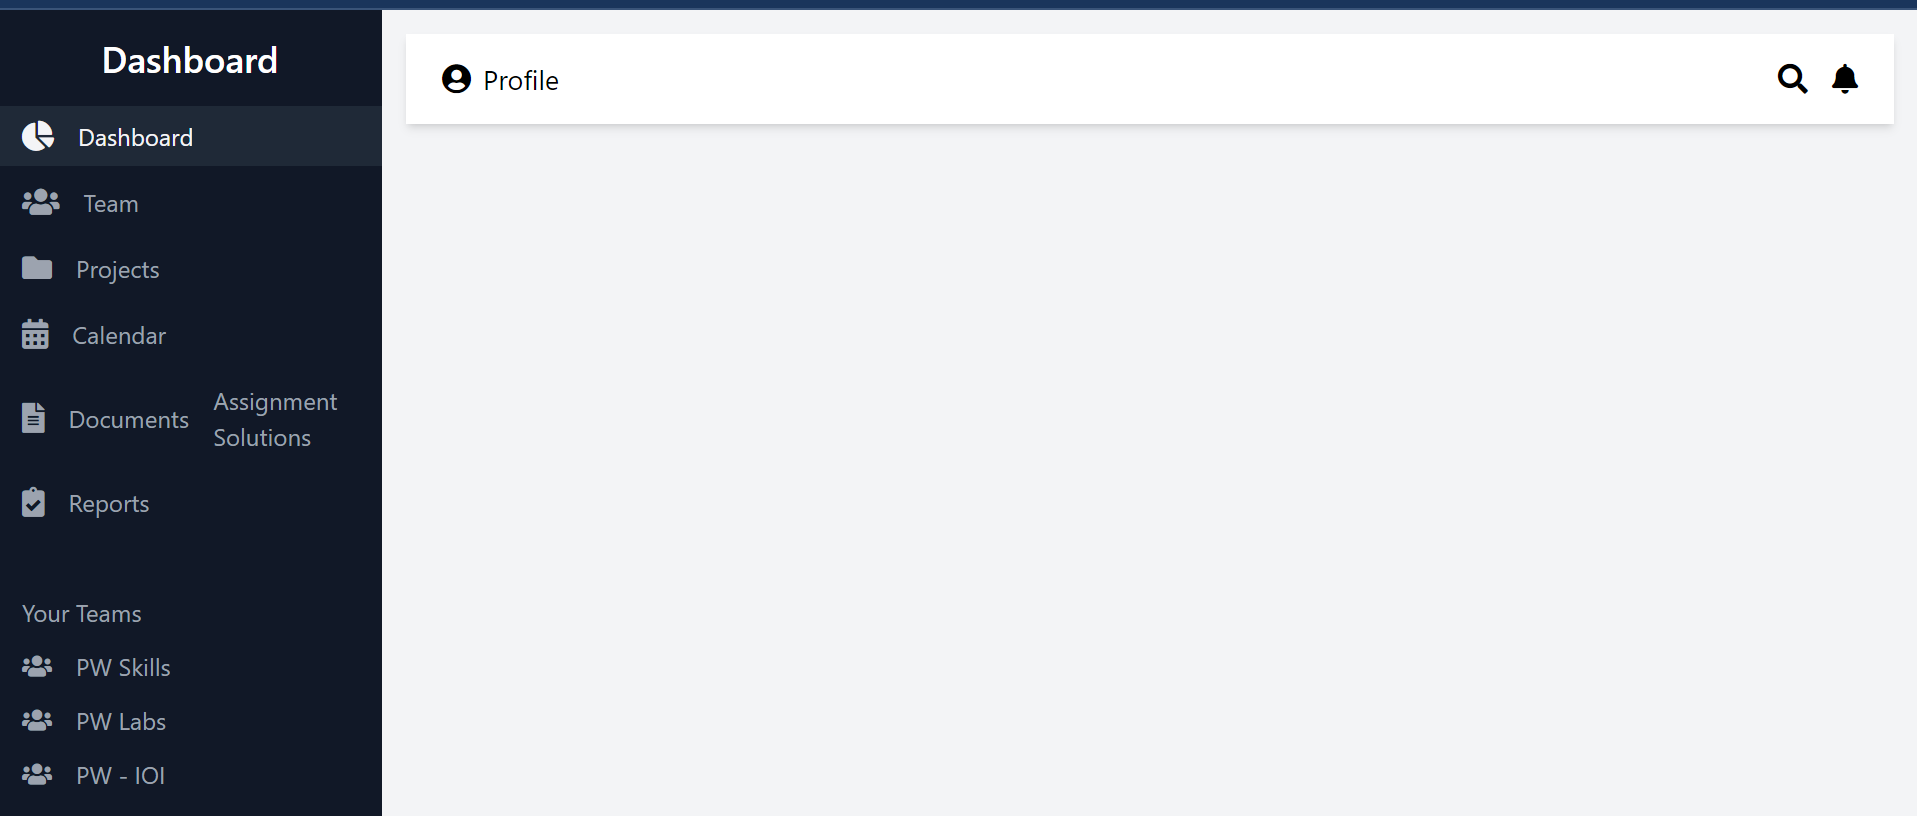 Dashboard
Profile
Dashboard
Team
Projects
Calendar
Documents
Assignment
Solutions
Reports
Your Teams
PW Skills
PW Labs
PW - IOI